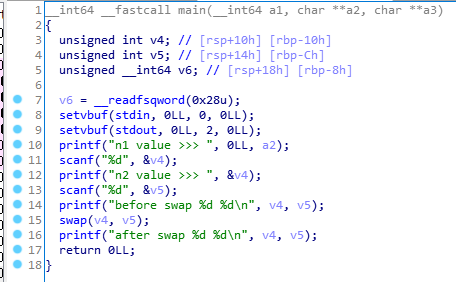 1 __int64 __fastcall main(__int64 a1, char **a2, char **a3)
2 {
3 unsigned int v4; // [rsp+10h] [rbp-10h]
4 unsigned int v5; // [rsp+14h] [rbp-Ch]
5 unsigned __int64 v6; // [rsp+18h] [rbp-8h]
6
7 v6 = __readfsqword(0x28u);
8 setvbuf(stdin, 0LL, 0, 0LL);
9 setvbuf(stdout, 0LL, 2, 0LL);
10 printf("n1 value >>> ", 0LL, a2);
11 scanf("%d", &v4);
12 printf("n2 value >>> ", &v4);
13 scanf("%d", &v5);
14 printf("before swap %d %d\n", v4, v5);
15 swap(v4, v5);
16 printf("after swap %d %d\n", v4, v5);
17 return 0LL;
18 }